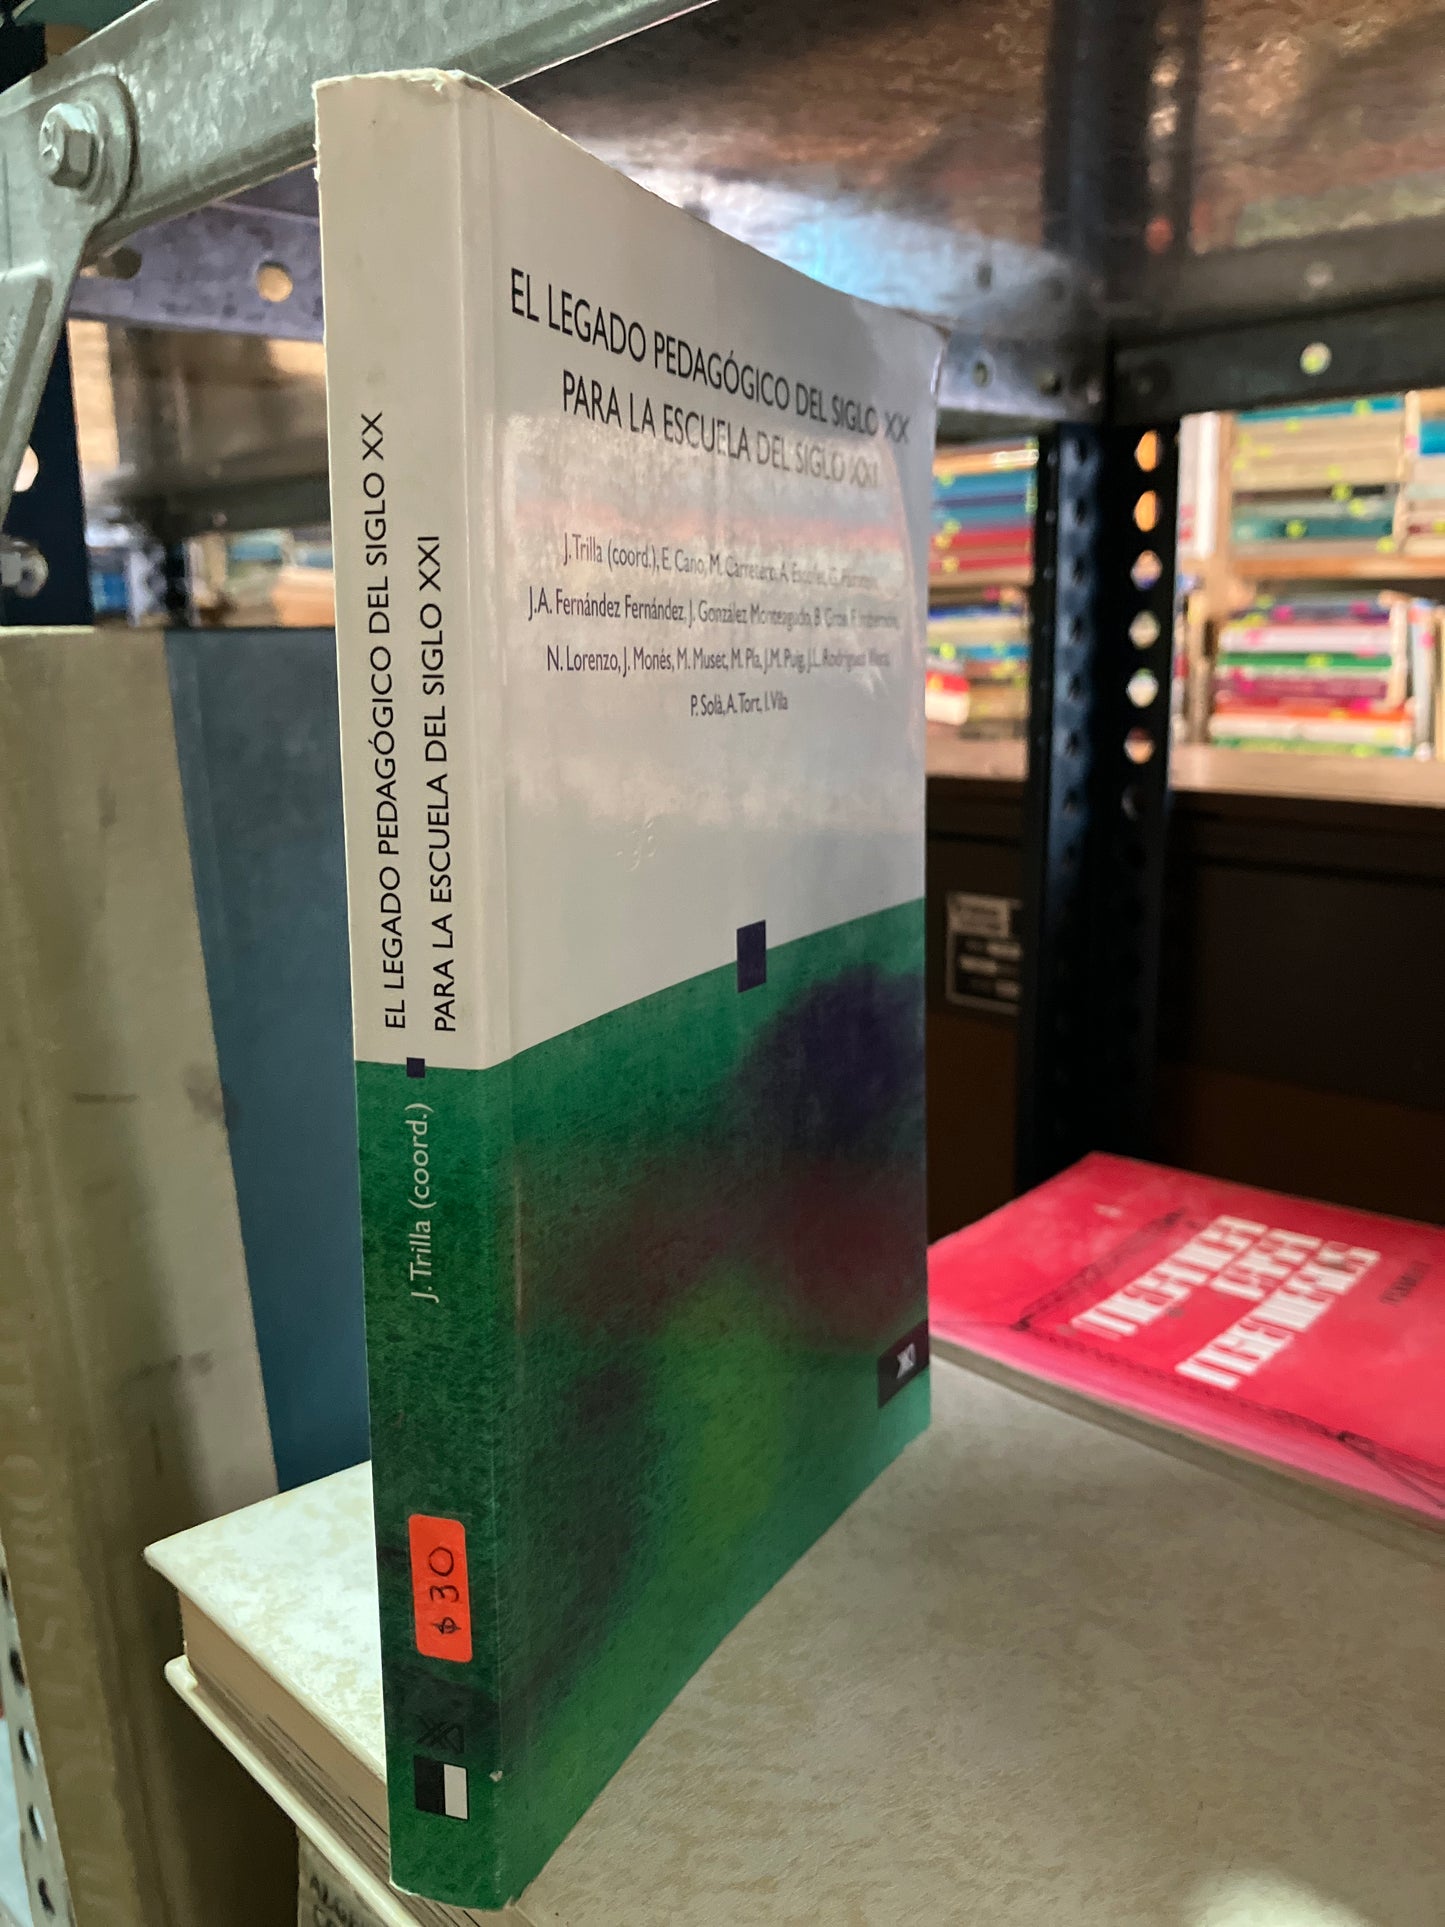 EL LEGADO PEDAGÓGICO DEL SIGLO XX
PARA LA ESCUELA DEL SIGLO XXI
J. Trilla (coord.)
$30
EL LEGADO PEDAGÓGICO DEL SIGLO XX
PARA LA ESCUELA DEL SIGLO XXI
J. Trilla (coord.), E. Cano, M. Carretero, A.
J.A. Fernández Fernández, J. González Monteagudo, B.
N. Lorenzo, J. Monés, M. Muset, M. Pla, J.M. Puig, J.L. Rodríguez
P. Solà, A. Tort, I. Vila